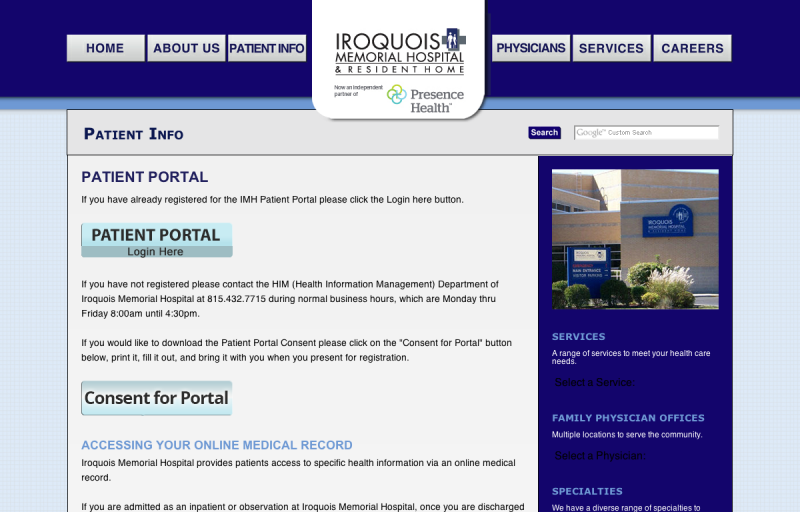 HOME
ABOUT US
PATIENT INFO
IROQUOIS
MEMORIAL HOSPITAL
& RESIDENT HOME
Now an independent
partner of
Presence
Health™
PHYSICIANS
SERVICES
CAREERS
Patient Info
Search
Google™ Custom Search
PATIENT PORTAL
If you have already registered for the IMH Patient Portal please click the Login here button.
PATIENT PORTAL
Login Here
If you have not registered please contact the HIM (Health Information Management) Department of
Iroquois Memorial Hospital at 815.432.7715 during normal business hours, which are Monday thru
Friday 8:00am until 4:30pm.
If you would like to download the Patient Portal Consent please click on the "Consent for Portal" button
below, print it, fill it out, and bring it with you when you present for registration.
Consent for Portal
ACCESSING YOUR ONLINE MEDICAL RECORD
Iroquois Memorial Hospital provides patients access to specific health information via an online medical
record.
If you are admitted as an inpatient or observation at Iroquois Memorial Hospital, once you are discharged
IROQUOIS
MEMORIAL HOSPITAL
EMERGENCY
MAIN ENTRANCE
VISITOR PARKING
SERVICES
A range of services to meet your health care
needs.
Select a Service:
FAMILY PHYSICIAN OFFICES
Multiple locations to serve the community.
Select a Physician:
SPECIALTIES
We have a diverse range of specialties to